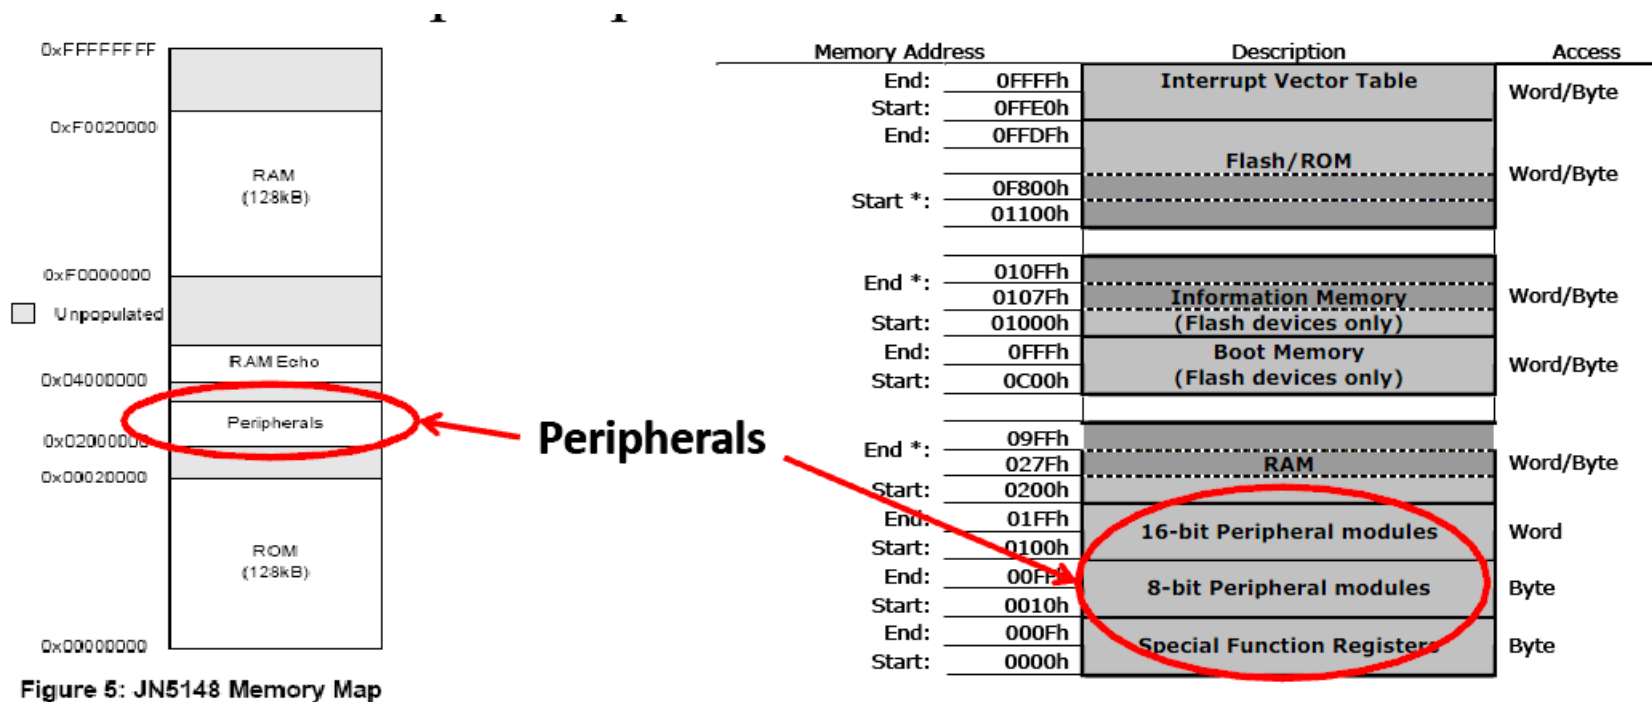 0xFFFFFFFF
0xF0020000
RAM
(128kB)
0xF0000000
Unpopulated
RAM Echo
0x04000000
Peripherals
0x02000000
0x00020000
ROM
(128kB)
0x00000000
Figure 5: JN5148 Memory Map
Peripherals
Memory Address Description Access
End: 0FFFFh Interrupt Vector Table
Word/Byte
Start: 0FFE0h
End: 0FFDFh
Flash/ROM
Word/Byte
0F800h
Start *:
01100h
010FFh
End *:
0107Fh Information Memory Word/Byte
Start: 01000h (Flash devices only)
End: 0FFFh Boot Memory
Word/Byte
Start: 0C00h (Flash devices only)
09FFh
End *:
027Fh RAM Word/Byte
Start: 0200h
End: 01FFh
16-bit Peripheral modules Word
Start: 0100h
End: 00FFh
8-bit Peripheral modules Byte
Start: 0010h
End: 000Fh
Special Function Registers Byte
Start: 0000h